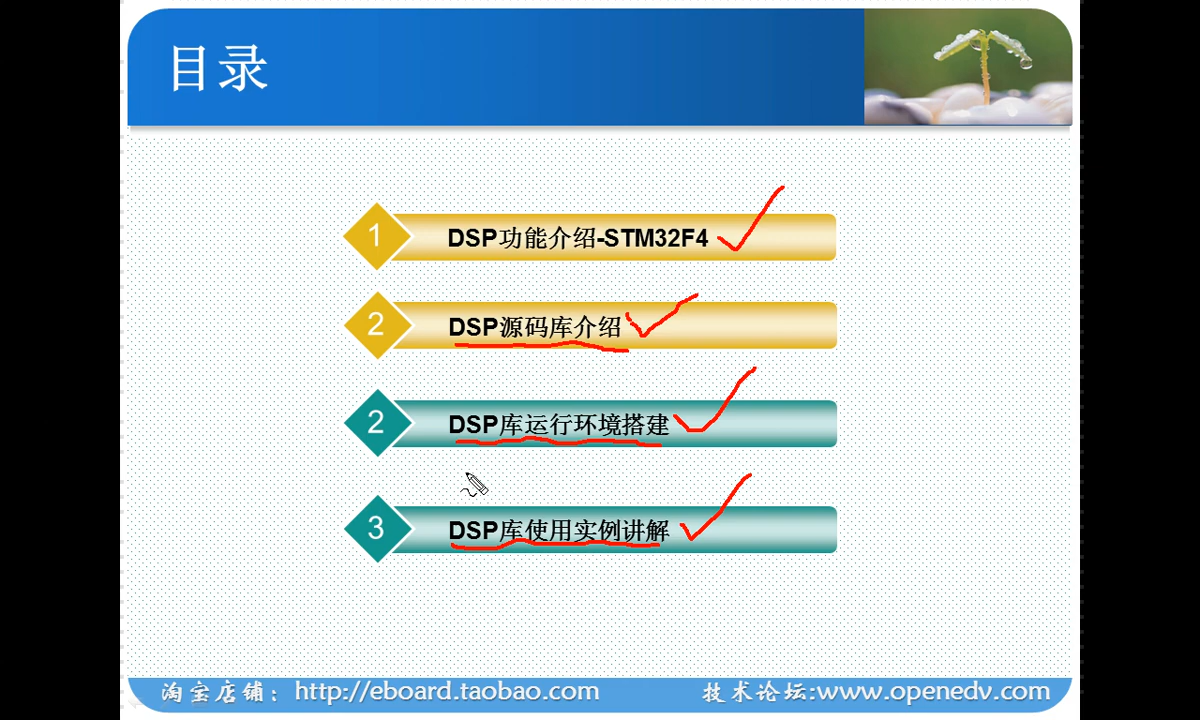 目录
1 DSP功能介绍-STM32F4
2 DSP源码库介绍
2 DSP库运行环境搭建
3 DSP库使用实例讲解
淘宝店铺：http://eboard.taobao.com 技术论坛:www.openedv.com